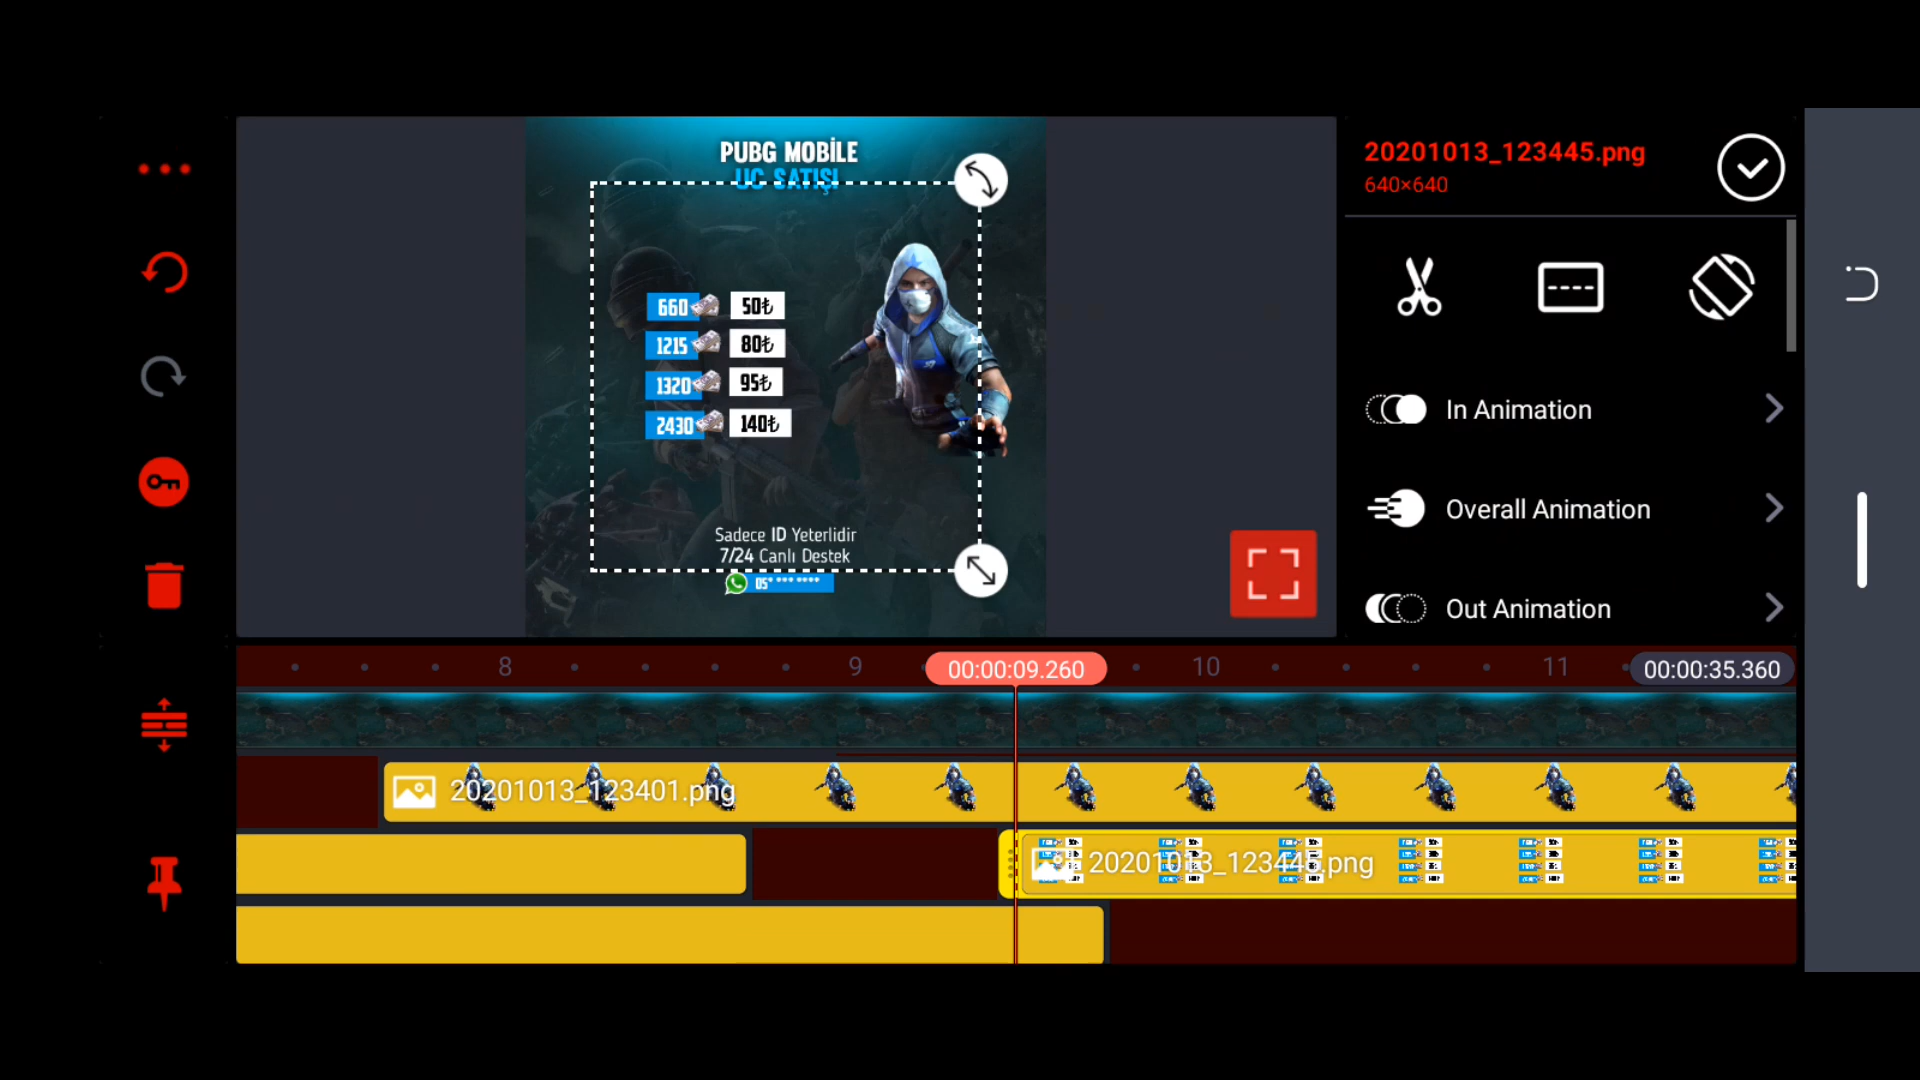 PUBG MOBİLE
UC SATIŞI
660 50₺
1215 80₺
1320 95₺
2430 140₺
Sadece ID Yeterlidir
7/24 Canlı Destek
05* *** ****
20201013_123445.png
640×640
In Animation
Overall Animation
Out Animation
8 9 00:00:09.260 10 11 00:00:35.360
20201013_123401.png
20201013_123445.png